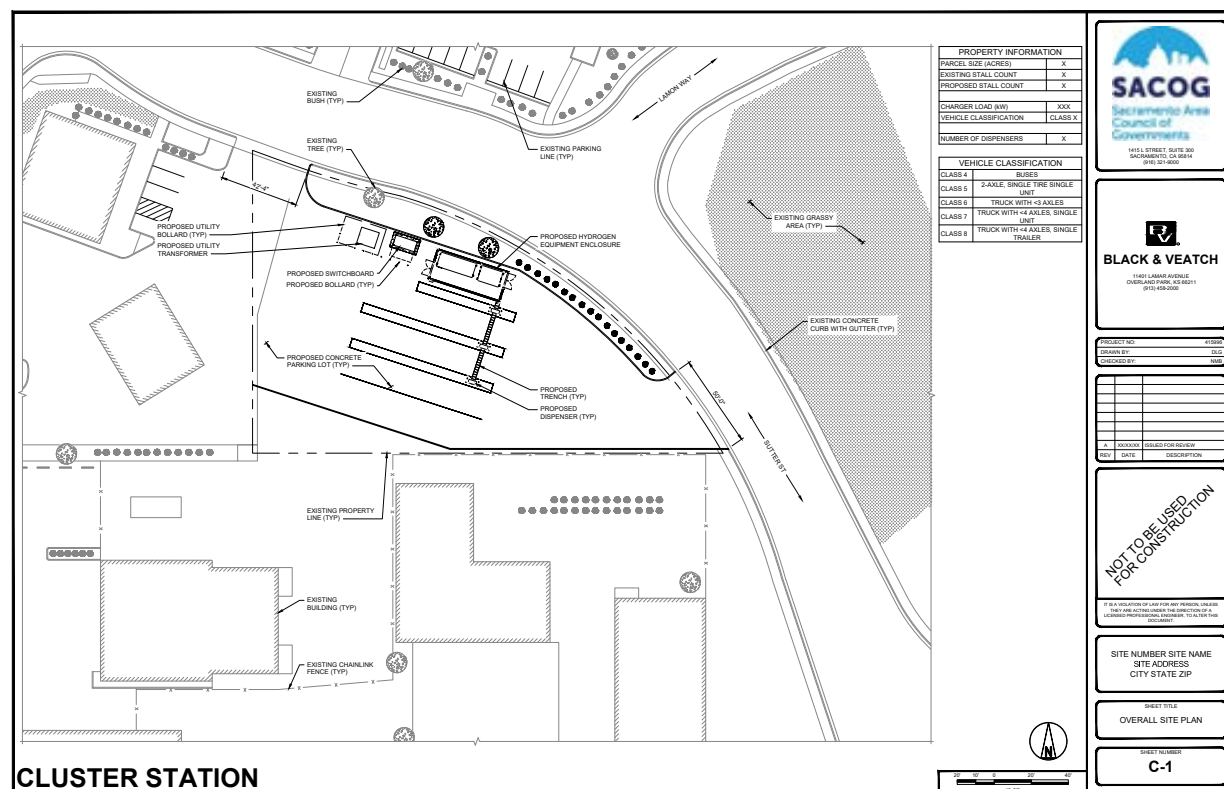 EXISTING
BUSH (TYP)
LAMON WAY
EXISTING
TREE (TYP)
EXISTING PARKING
LINE (TYP)
42'-4"
PROPOSED UTILITY
BOLLARD (TYP)
PROPOSED UTILITY
TRANSFORMER
PROPOSED SWITCHBOARD
PROPOSED BOLLARD (TYP)
PROPOSED HYDROGEN
EQUIPMENT ENCLOSURE
EXISTING GRASSY
AREA (TYP)
EXISTING CONCRETE
CURB WITH GUTTER (TYP)
PROPOSED CONCRETE
PARKING LOT (TYP)
PROPOSED
TRENCH (TYP)
PROPOSED
DISPENSER (TYP)
50'-0"
SUTTER ST
EXISTING PROPERTY
LINE (TYP)
EXISTING
BUILDING (TYP)
EXISTING CHAINLINK
FENCE (TYP)
CLUSTER STATION
N
20' 10' 0 20' 40'
PROPERTY INFORMATION
PARCEL SIZE (ACRES) X
EXISTING STALL COUNT X
PROPOSED STALL COUNT X
CHARGER LOAD (kW) XXX
VEHICLE CLASSIFICATION CLASS X
NUMBER OF DISPENSERS X
VEHICLE CLASSIFICATION
CLASS 4 BUSES
CLASS 5 2-AXLE, SINGLE TIRE SINGLE
UNIT
CLASS 6 TRUCK WITH <3 AXLES
CLASS 7 TRUCK WITH <4 AXLES, SINGLE
UNIT
CLASS 8 TRUCK WITH <4 AXLES, SINGLE
TRAILER
SACOG
Sacramento Area
Council of
Governments
1415 L STREET, SUITE 300
SACRAMENTO, CA 95814
(916) 321-9000
BV
BLACK & VEATCH
11401 LAMAR AVENUE
OVERLAND PARK, KS 66211
(913) 458-2000
PROJECT NO: 415996
DRAWN BY: DLG
CHECKED BY: NMB
A XX/XX/XX ISSUED FOR REVIEW
REV DATE DESCRIPTION
NOT TO BE USED
FOR CONSTRUCTION
IT IS A VIOLATION OF LAW FOR ANY PERSON, UNLESS
THEY ARE ACTING UNDER THE DIRECTION OF A
LICENSED PROFESSIONAL ENGINEER, TO ALTER THIS
DOCUMENT.
SITE NUMBER SITE NAME
SITE ADDRESS
CITY STATE ZIP
SHEET TITLE
OVERALL SITE PLAN
SHEET NUMBER
C-1